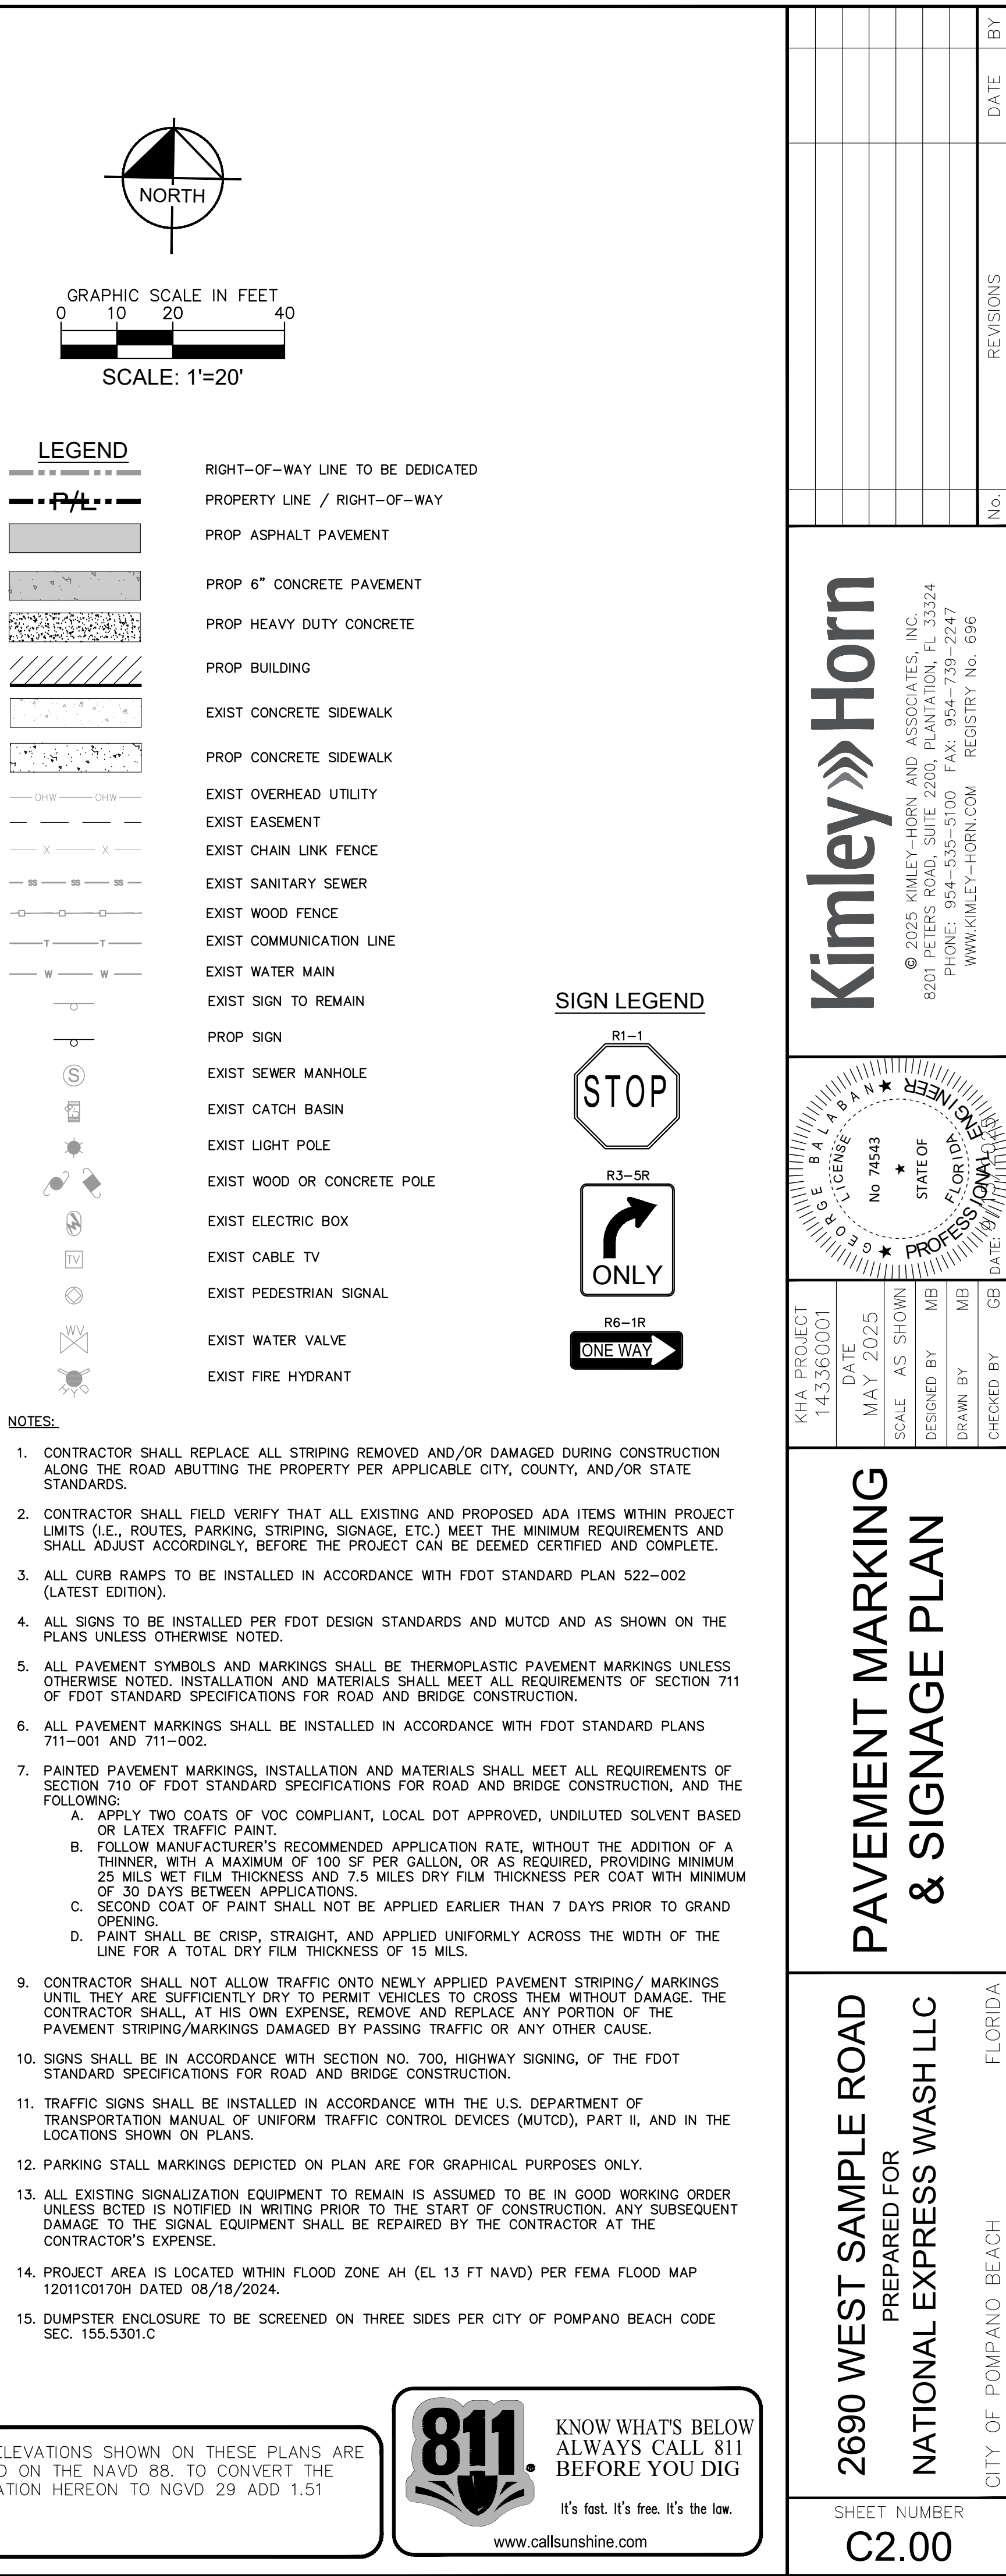 NORTH
GRAPHIC SCALE IN FEET
0 10 20 40
SCALE: 1'=20'
LEGEND
RIGHT-OF-WAY LINE TO BE DEDICATED
P/L PROPERTY LINE / RIGHT-OF-WAY
PROP ASPHALT PAVEMENT
PROP 6" CONCRETE PAVEMENT
PROP HEAVY DUTY CONCRETE
PROP BUILDING
EXIST CONCRETE SIDEWALK
PROP CONCRETE SIDEWALK
OHW OHW EXIST OVERHEAD UTILITY
EXIST EASEMENT
X X EXIST CHAIN LINK FENCE
SS SS SS EXIST SANITARY SEWER
EXIST WOOD FENCE
T T EXIST COMMUNICATION LINE
W W EXIST WATER MAIN
EXIST SIGN TO REMAIN
PROP SIGN
S EXIST SEWER MANHOLE
EXIST CATCH BASIN
EXIST LIGHT POLE
EXIST WOOD OR CONCRETE POLE
EXIST ELECTRIC BOX
TV EXIST CABLE TV
EXIST PEDESTRIAN SIGNAL
WV EXIST WATER VALVE
HYD EXIST FIRE HYDRANT
SIGN LEGEND
R1-1
STOP
R3-5R
ONLY
R6-1R
ONE WAY
NOTES:
1. CONTRACTOR SHALL REPLACE ALL STRIPING REMOVED AND/OR DAMAGED DURING CONSTRUCTION
ALONG THE ROAD ABUTTING THE PROPERTY PER APPLICABLE CITY, COUNTY, AND/OR STATE
STANDARDS.
2. CONTRACTOR SHALL FIELD VERIFY THAT ALL EXISTING AND PROPOSED ADA ITEMS WITHIN PROJECT
LIMITS (I.E., ROUTES, PARKING, STRIPING, SIGNAGE, ETC.) MEET THE MINIMUM REQUIREMENTS AND
SHALL ADJUST ACCORDINGLY, BEFORE THE PROJECT CAN BE DEEMED CERTIFIED AND COMPLETE.
3. ALL CURB RAMPS TO BE INSTALLED IN ACCORDANCE WITH FDOT STANDARD PLAN 522-002
(LATEST EDITION).
4. ALL SIGNS TO BE INSTALLED PER FDOT DESIGN STANDARDS AND MUTCD AND AS SHOWN ON THE
PLANS UNLESS OTHERWISE NOTED.
5. ALL PAVEMENT SYMBOLS AND MARKINGS SHALL BE THERMOPLASTIC PAVEMENT MARKINGS UNLESS
OTHERWISE NOTED. INSTALLATION AND MATERIALS SHALL MEET ALL REQUIREMENTS OF SECTION 711
OF FDOT STANDARD SPECIFICATIONS FOR ROAD AND BRIDGE CONSTRUCTION.
6. ALL PAVEMENT MARKINGS SHALL BE INSTALLED IN ACCORDANCE WITH FDOT STANDARD PLANS
711-001 AND 711-002.
7. PAINTED PAVEMENT MARKINGS, INSTALLATION AND MATERIALS SHALL MEET ALL REQUIREMENTS OF
SECTION 710 OF FDOT STANDARD SPECIFICATIONS FOR ROAD AND BRIDGE CONSTRUCTION, AND THE
FOLLOWING:
A. APPLY TWO COATS OF VOC COMPLIANT, LOCAL DOT APPROVED, UNDILUTED SOLVENT BASED
OR LATEX TRAFFIC PAINT.
B. FOLLOW MANUFACTURER'S RECOMMENDED APPLICATION RATE, WITHOUT THE ADDITION OF A
THINNER, WITH A MAXIMUM OF 100 SF PER GALLON, OR AS REQUIRED, PROVIDING MINIMUM
25 MILS WET FILM THICKNESS AND 7.5 MILES DRY FILM THICKNESS PER COAT WITH MINIMUM
OF 30 DAYS BETWEEN APPLICATIONS.
C. SECOND COAT OF PAINT SHALL NOT BE APPLIED EARLIER THAN 7 DAYS PRIOR TO GRAND
OPENING.
D. PAINT SHALL BE CRISP, STRAIGHT, AND APPLIED UNIFORMLY ACROSS THE WIDTH OF THE
LINE FOR A TOTAL DRY FILM THICKNESS OF 15 MILS.
9. CONTRACTOR SHALL NOT ALLOW TRAFFIC ONTO NEWLY APPLIED PAVEMENT STRIPING/ MARKINGS
UNTIL THEY ARE SUFFICIENTLY DRY TO PERMIT VEHICLES TO CROSS THEM WITHOUT DAMAGE. THE
CONTRACTOR SHALL, AT HIS OWN EXPENSE, REMOVE AND REPLACE ANY PORTION OF THE
PAVEMENT STRIPING/MARKINGS DAMAGED BY PASSING TRAFFIC OR ANY OTHER CAUSE.
10. SIGNS SHALL BE IN ACCORDANCE WITH SECTION NO. 700, HIGHWAY SIGNING, OF THE FDOT
STANDARD SPECIFICATIONS FOR ROAD AND BRIDGE CONSTRUCTION.
11. TRAFFIC SIGNS SHALL BE INSTALLED IN ACCORDANCE WITH THE U.S. DEPARTMENT OF
TRANSPORTATION MANUAL OF UNIFORM TRAFFIC CONTROL DEVICES (MUTCD), PART II, AND IN THE
LOCATIONS SHOWN ON PLANS.
12. PARKING STALL MARKINGS DEPICTED ON PLAN ARE FOR GRAPHICAL PURPOSES ONLY.
13. ALL EXISTING SIGNALIZATION EQUIPMENT TO REMAIN IS ASSUMED TO BE IN GOOD WORKING ORDER
UNLESS BCTED IS NOTIFIED IN WRITING PRIOR TO THE START OF CONSTRUCTION. ANY SUBSEQUENT
DAMAGE TO THE SIGNAL EQUIPMENT SHALL BE REPAIRED BY THE CONTRACTOR AT THE
CONTRACTOR'S EXPENSE.
14. PROJECT AREA IS LOCATED WITHIN FLOOD ZONE AH (EL 13 FT NAVD) PER FEMA FLOOD MAP
12011C0170H DATED 08/18/2024.
15. DUMPSTER ENCLOSURE TO BE SCREENED ON THREE SIDES PER CITY OF POMPANO BEACH CODE
SEC. 155.5301.C
ELEVATIONS SHOWN ON THESE PLANS ARE
ON THE NAVD 88. TO CONVERT THE
HEREON TO NGVD 29 ADD 1.51
811
KNOW WHAT'S BELOW
ALWAYS CALL 811
BEFORE YOU DIG
It's fast. It's free. It's the law.
www.callsunshine.com
No. REVISIONS DATE BY
Kimley»Horn
© 2025 KIMLEY-HORN AND ASSOCIATES, INC.
8201 PETERS ROAD, SUITE 2200, PLANTATION, FL 33324
PHONE: 954-535-5100 FAX: 954-739-2247
WWW.KIMLEY-HORN.COM REGISTRY No. 696
GEORGE BALABAN
LICENSE
No 74543
STATE OF
FLORIDA
PROFESSIONAL ENGINEER
DATE:
KHA PROJECT
143360001
DATE
MAY 2025
SCALE AS SHOWN
DESIGNED BY MB
DRAWN BY MB
CHECKED BY GB
PAVEMENT MARKING
& SIGNAGE PLAN
2690 WEST SAMPLE ROAD
PREPARED FOR
NATIONAL EXPRESS WASH LLC
CITY OF POMPANO BEACH FLORIDA
SHEET NUMBER
C2.00